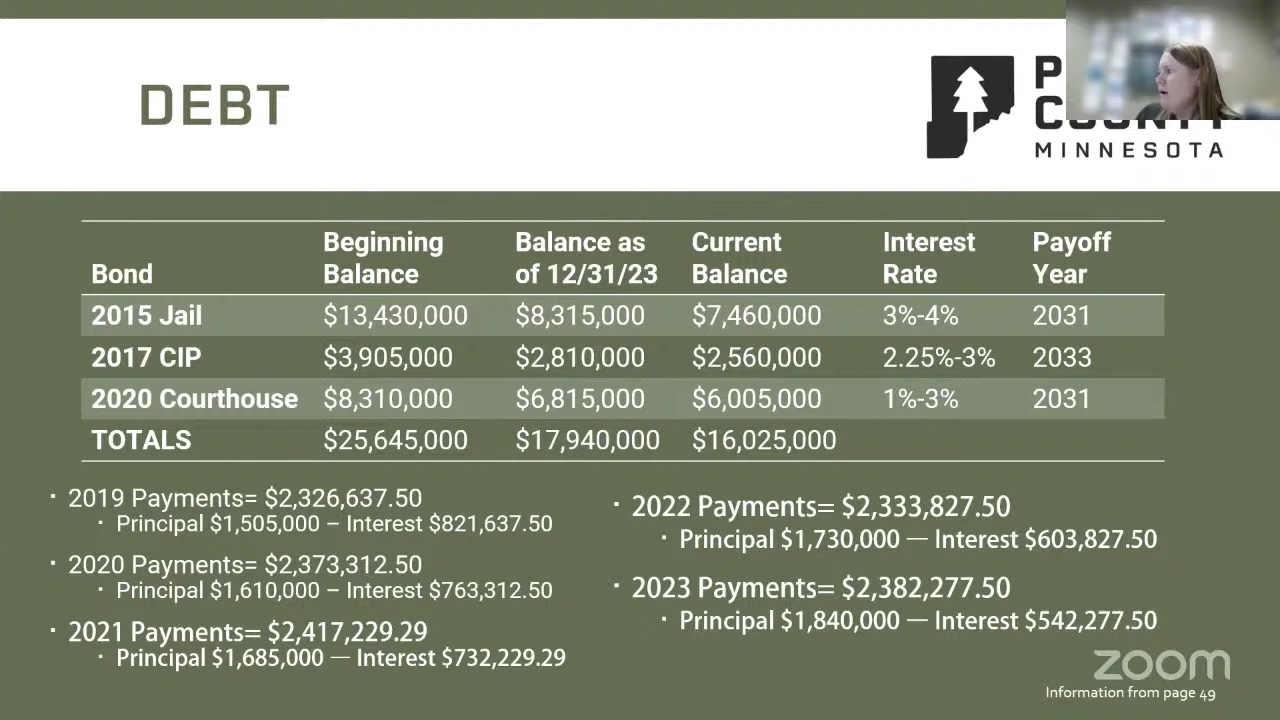 DEBT
MINNESOTA
Bond Beginning Balance Balance as of 12/31/23 Current Balance Interest Rate Payoff Year
2015 Jail $13,430,000 $8,315,000 $7,460,000 3%-4% 2031
2017 CIP $3,905,000 $2,810,000 $2,560,000 2.25%-3% 2033
2020 Courthouse $8,310,000 $6,815,000 $6,005,000 1%-3% 2031
TOTALS $25,645,000 $17,940,000 $16,025,000
· 2019 Payments= $2,326,637.50
· Principal $1,505,000 – Interest $821,637.50
· 2020 Payments= $2,373,312.50
· Principal $1,610,000 – Interest $763,312.50
· 2021 Payments= $2,417,229.29
· Principal $1,685,000 — Interest $732,229.29
· 2022 Payments= $2,333,827.50
· Principal $1,730,000 — Interest $603,827.50
· 2023 Payments= $2,382,277.50
· Principal $1,840,000 — Interest $542,277.50
zoom
Information from page 49